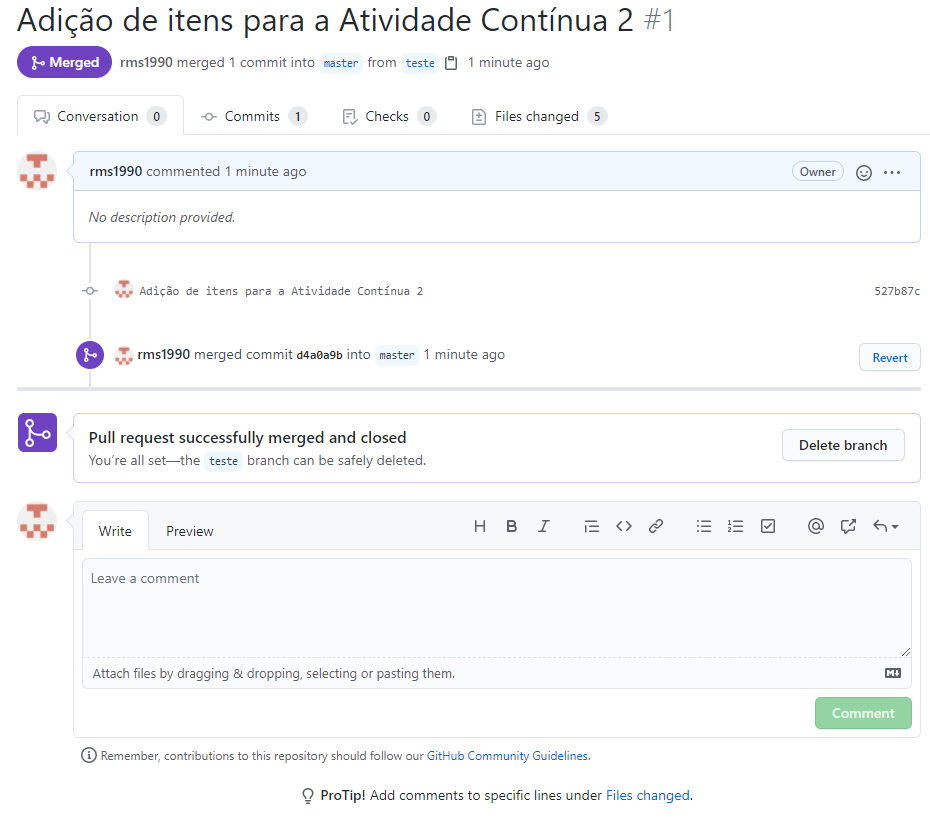 Adição de itens para a Atividade Contínua 2 #1
Merged rms1990 merged 1 commit into master from teste 1 minute ago
Conversation 0 Commits 1 Checks 0 Files changed 5
rms1990 commented 1 minute ago Owner
No description provided.
Adição de itens para a Atividade Contínua 2 527b87c
rms1990 merged commit d4a0a9b into master 1 minute ago Revert
Pull request successfully merged and closed
You're all set—the teste branch can be safely deleted.
Delete branch
Write Preview
Leave a comment
Attach files by dragging & dropping, selecting or pasting them.
Comment
Remember, contributions to this repository should follow our GitHub Community Guidelines.
ProTip! Add comments to specific lines under Files changed.